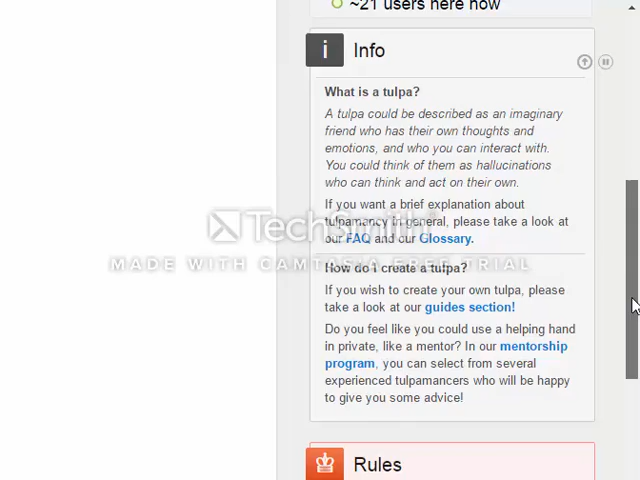 ~21 users here now
i Info
What is a tulpa?
A tulpa could be described as an imaginary
friend who has their own thoughts and
emotions, and who you can interact with.
You could think of them as hallucinations
who can think and act on their own.
If you want a brief explanation about
tulpamancy in general, please take a look at
our FAQ and our Glossary.
TechSmith®
MADE WITH CAMTASIA FREE TRIAL
How do I create a tulpa?
If you wish to create your own tulpa, please
take a look at our guides section!
Do you feel like you could use a helping hand
in private, like a mentor? In our mentorship
program, you can select from several
experienced tulpamancers who will be happy
to give you some advice!
Rules